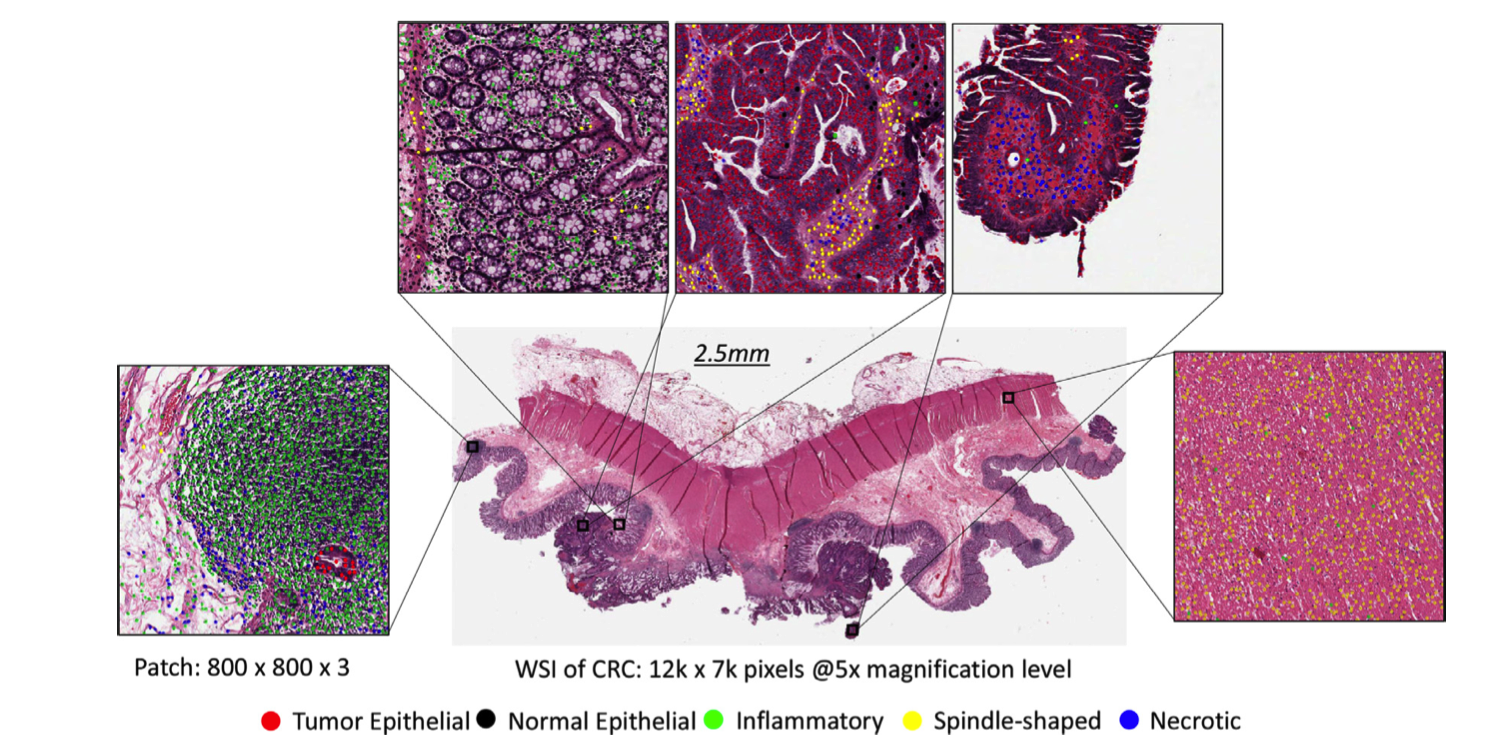 2.5mm
Patch: 800 x 800 x 3
WSI of CRC: 12k x 7k pixels @5x magnification level
Tumor Epithelial Normal Epithelial Inflammatory Spindle-shaped Necrotic